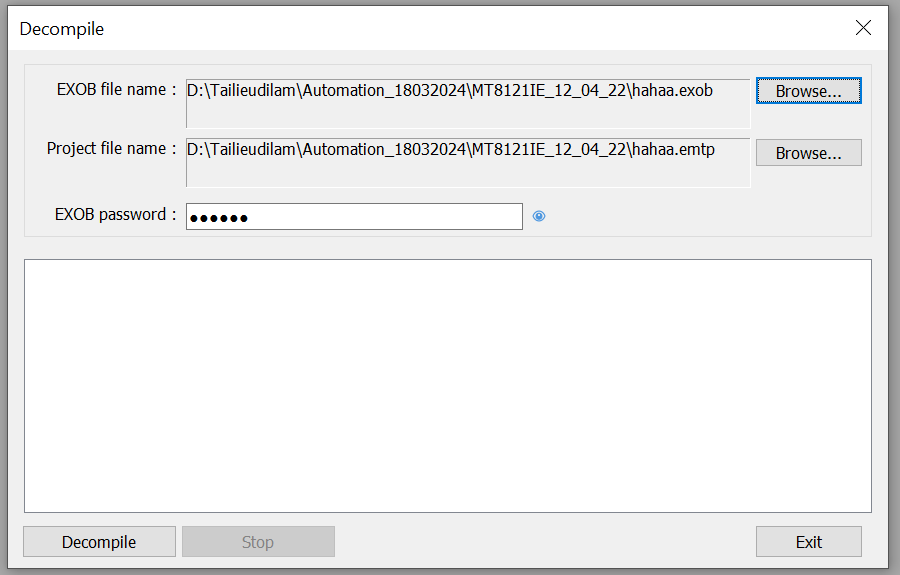 Decompile
EXOB file name : D:\Tailieudilam\Automation_18032024\MT8121IE_12_04_22\hahaa.exob Browse...
Project file name : D:\Tailieudilam\Automation_18032024\MT8121IE_12_04_22\hahaa.emtp Browse...
EXOB password : ●●●●●●
Decompile Stop Exit